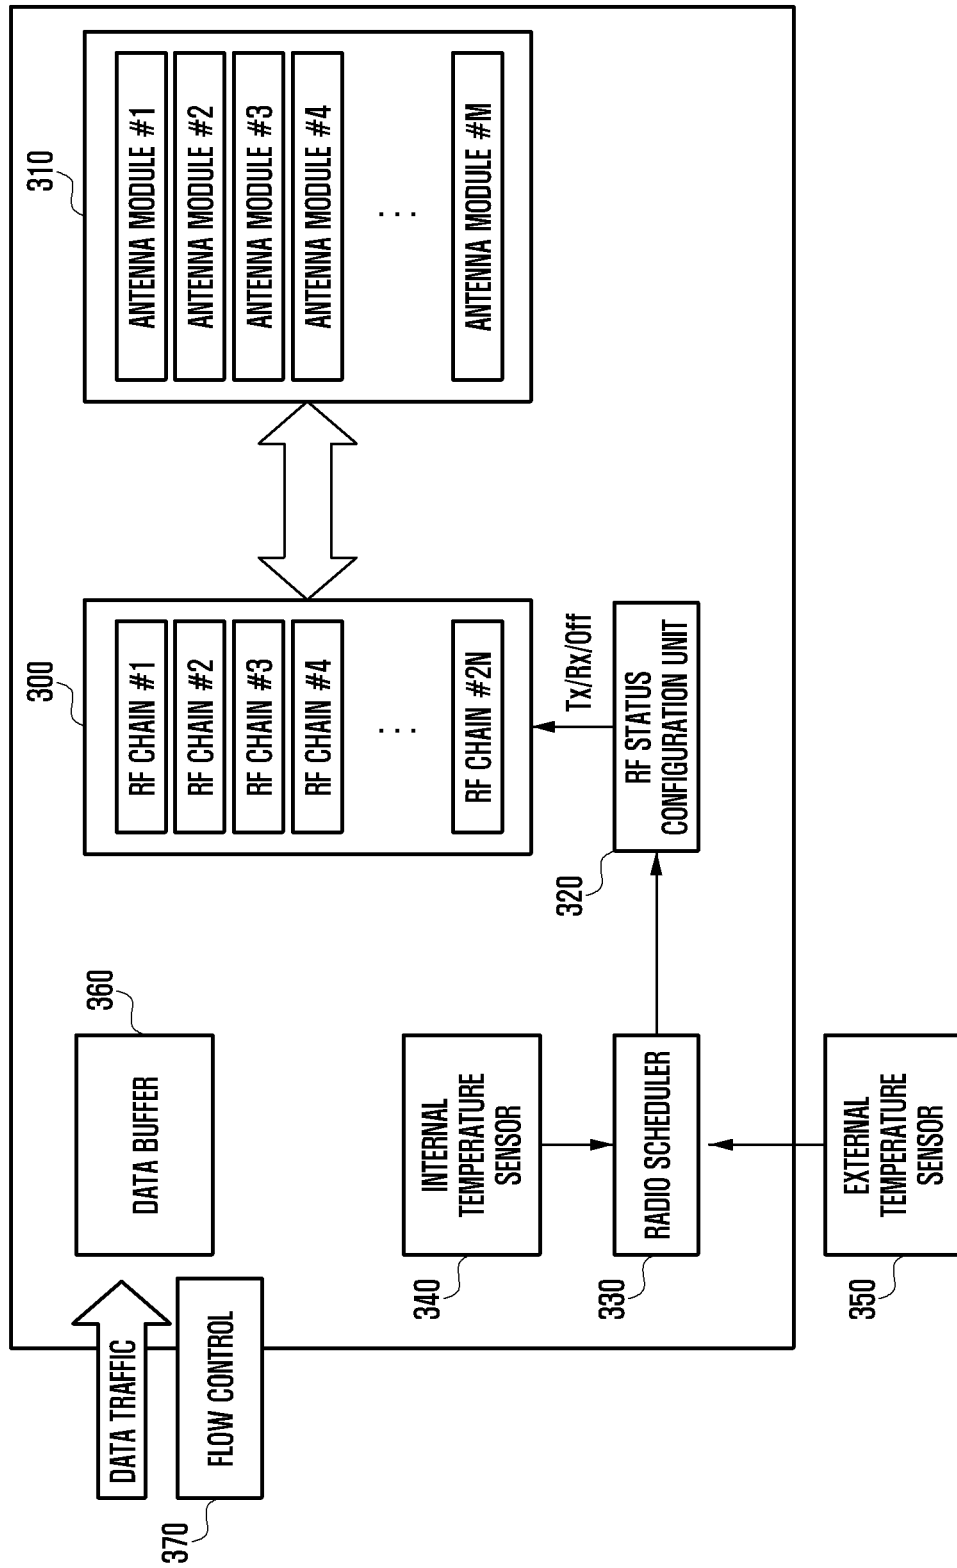 DATA TRAFFIC
FLOW CONTROL
370
DATA BUFFER
360
INTERNAL
TEMPERATURE
SENSOR
340
RADIO SCHEDULER
330
EXTERNAL
TEMPERATURE
SENSOR
350
300
RF CHAIN #1
RF CHAIN #2
RF CHAIN #3
RF CHAIN #4
...
RF CHAIN #2N
Tx/Rx/Off
RF STATUS
CONFIGURATION UNIT
320
310
ANTENNA MODULE #1
ANTENNA MODULE #2
ANTENNA MODULE #3
ANTENNA MODULE #4
...
ANTENNA MODULE #M